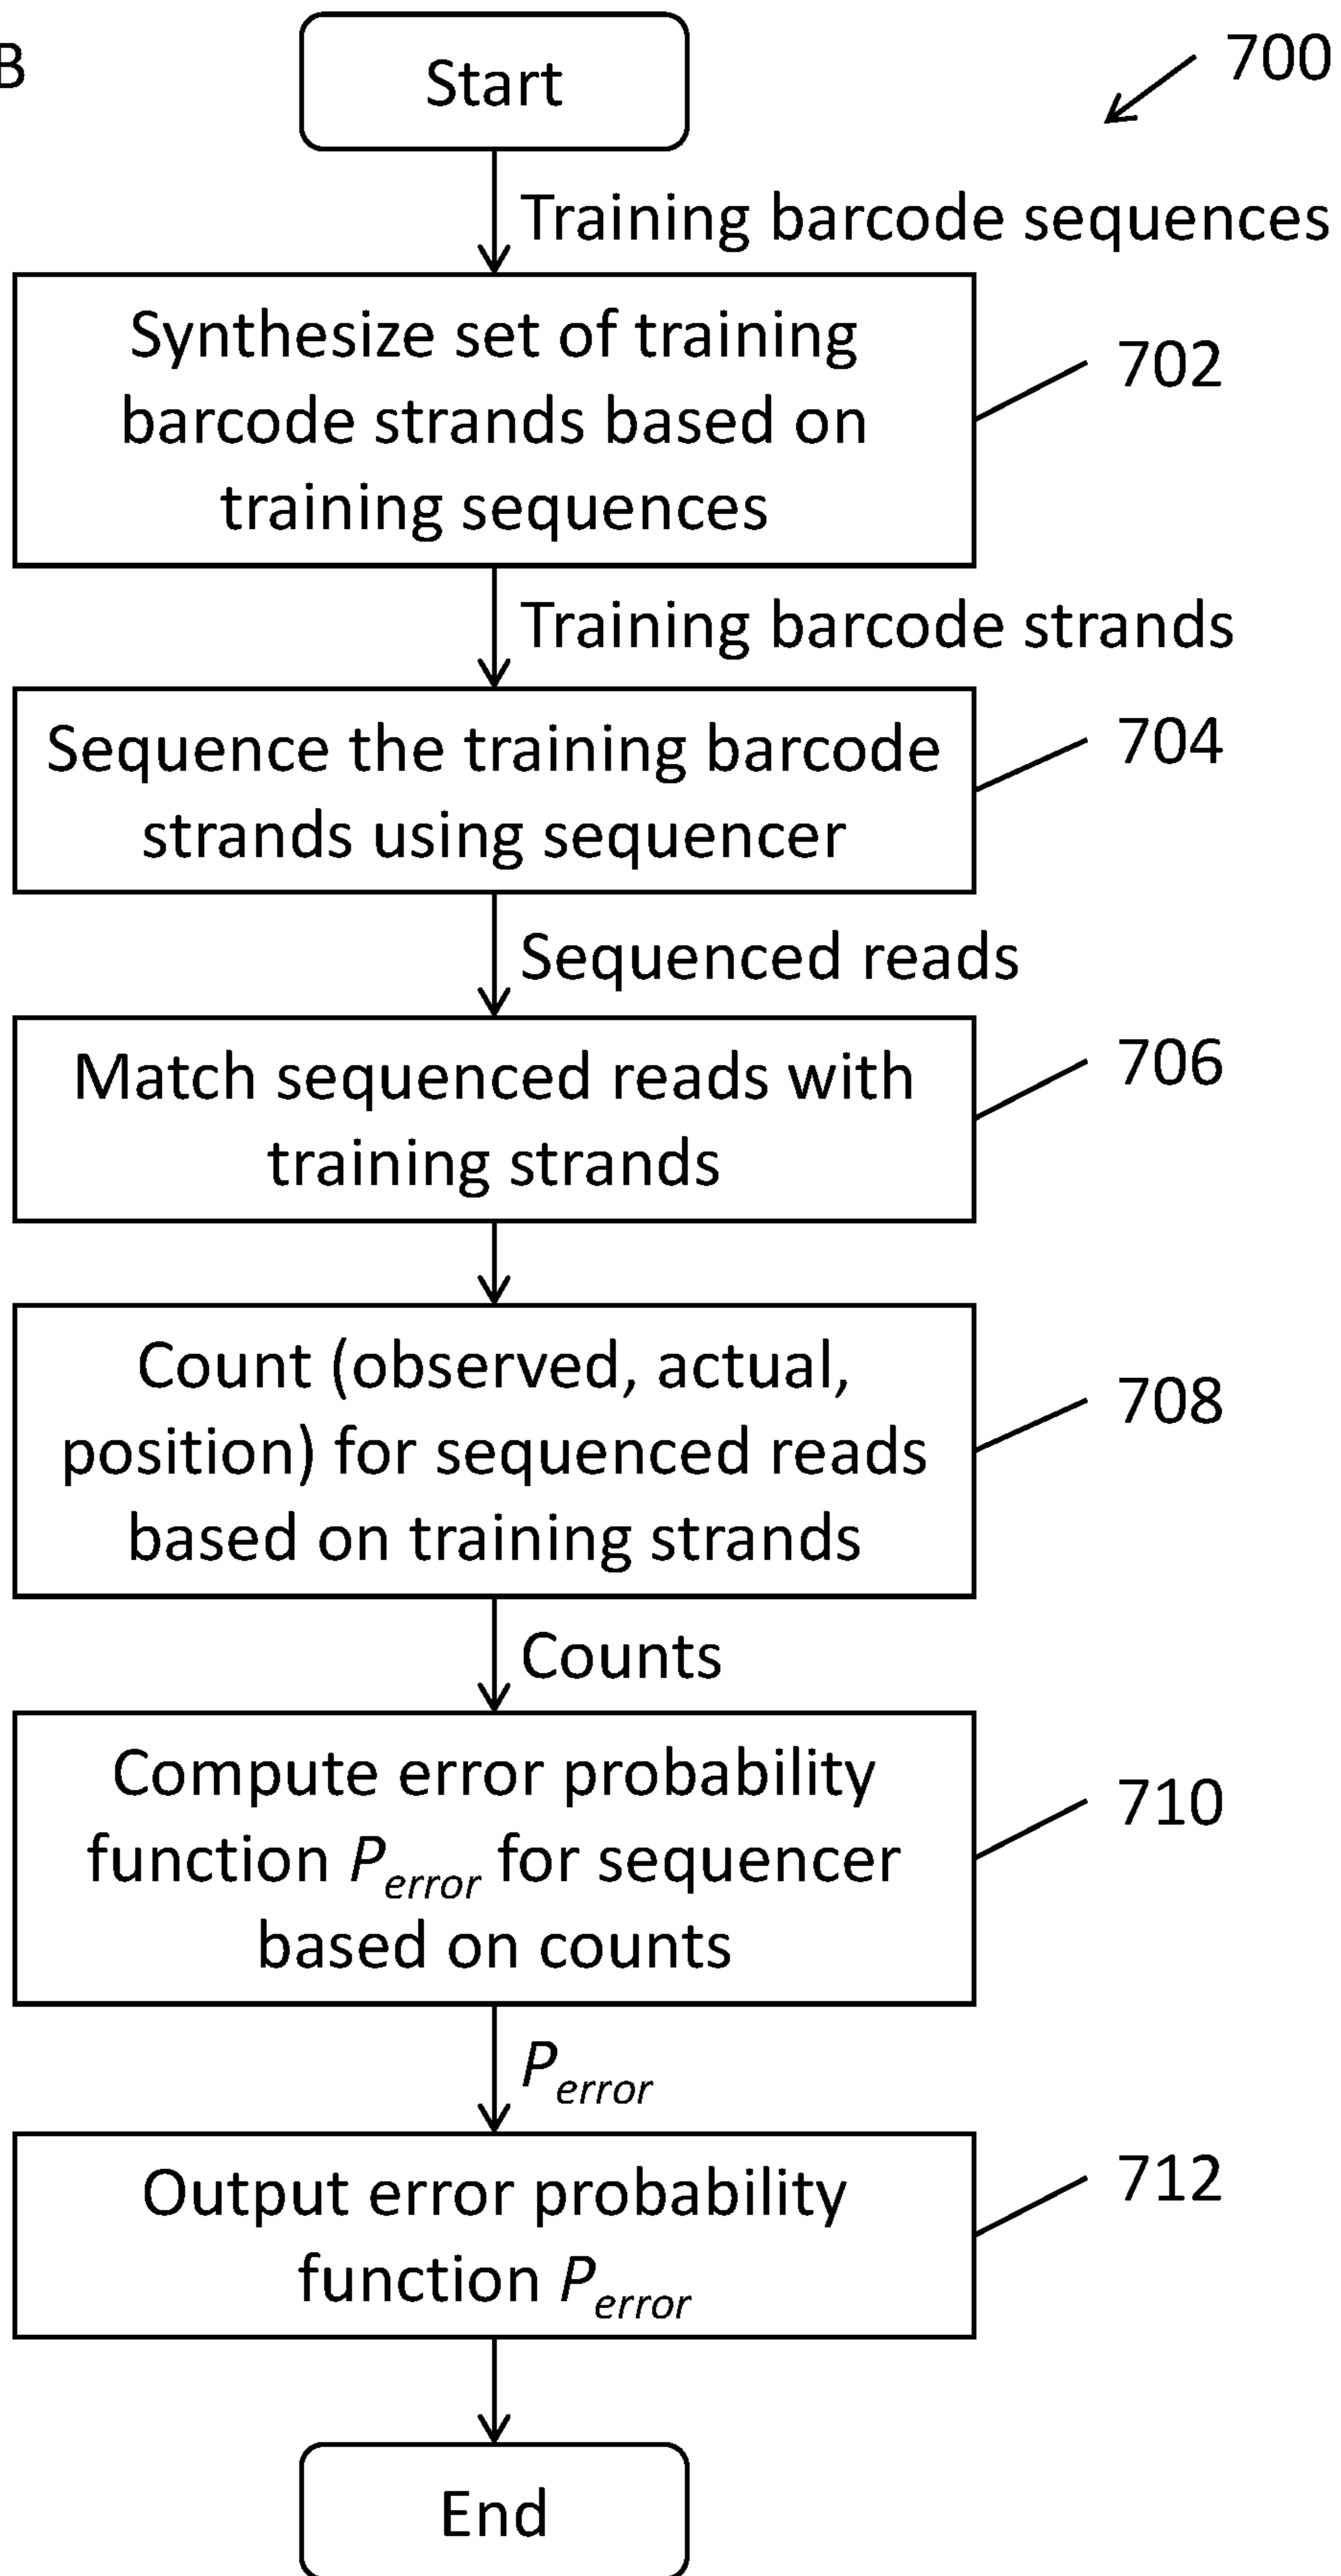 B
Start
700
Training barcode sequences
Synthesize set of training
barcode strands based on
training sequences
702
Training barcode strands
Sequence the training barcode
strands using sequencer
704
Sequenced reads
Match sequenced reads with
training strands
706
Count (observed, actual,
position) for sequenced reads
based on training strands
708
Counts
Compute error probability
function P_error for sequencer
based on counts
710
P_error
Output error probability
function P_error
712
End